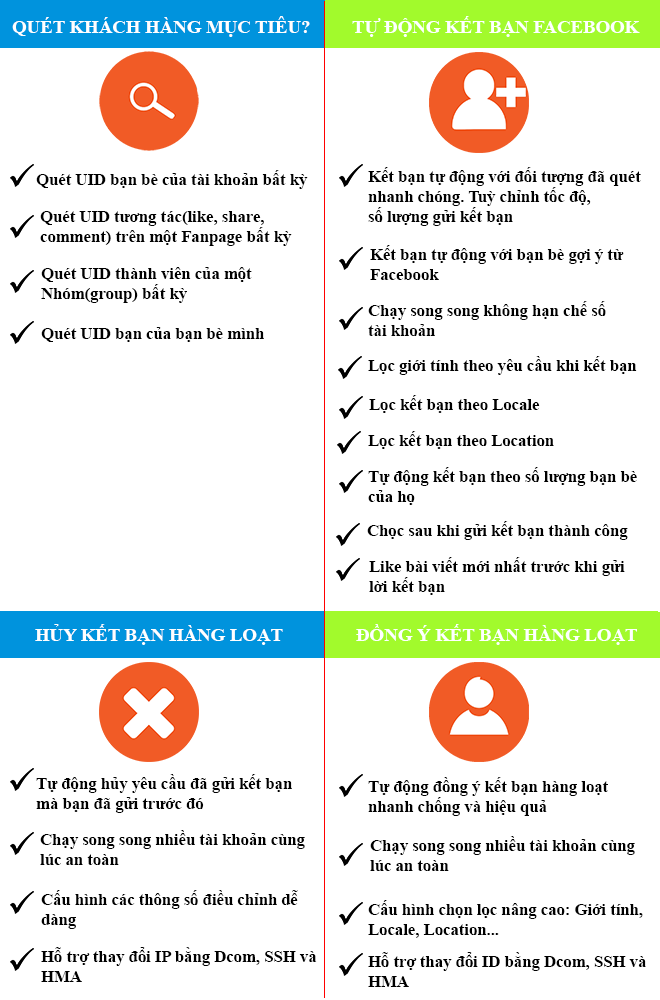 QUÉT KHÁCH HÀNG MỤC TIÊU?
Quét UID bạn bè của tài khoản bất kỳ
Quét UID tương tác(like, share,
comment) trên một Fanpage bất kỳ
Quét UID thành viên của một
Nhóm(group) bất kỳ
Quét UID bạn của bạn bè mình
TỰ ĐỘNG KẾT BẠN FACEBOOK
Kết bạn tự động với đối tượng đã quét
nhanh chóng. Tuỳ chỉnh tốc độ,
số lượng gửi kết bạn
Kết bạn tự động với bạn bè gợi ý từ
Facebook
Chạy song song không hạn chế số
tài khoản
Lọc giới tính theo yêu cầu khi kết bạn
Lọc kết bạn theo Locale
Lọc kết bạn theo Location
Tự động kết bạn theo số lượng bạn bè
của họ
Chọc sau khi gửi kết bạn thành công
Like bài viết mới nhất trước khi gửi
lời kết bạn
HỦY KẾT BẠN HÀNG LOẠT
Tự động hủy yêu cầu đã gửi kết bạn
mà bạn đã gửi trước đó
Chạy song song nhiều tài khoản cùng
lúc an toàn
Cấu hình các thông số điều chỉnh dễ
dàng
Hỗ trợ thay đổi IP bằng Dcom, SSH và
HMA
ĐỒNG Ý KẾT BẠN HÀNG LOẠT
Tự động đồng ý kết bạn hàng loạt
nhanh chống và hiệu quả
Chạy song song nhiều tài khoản cùng
lúc an toàn
Cấu hình chọn lọc nâng cao: Giới tính,
Locale, Location...
Hỗ trợ thay đổi ID bằng Dcom, SSH và
HMA